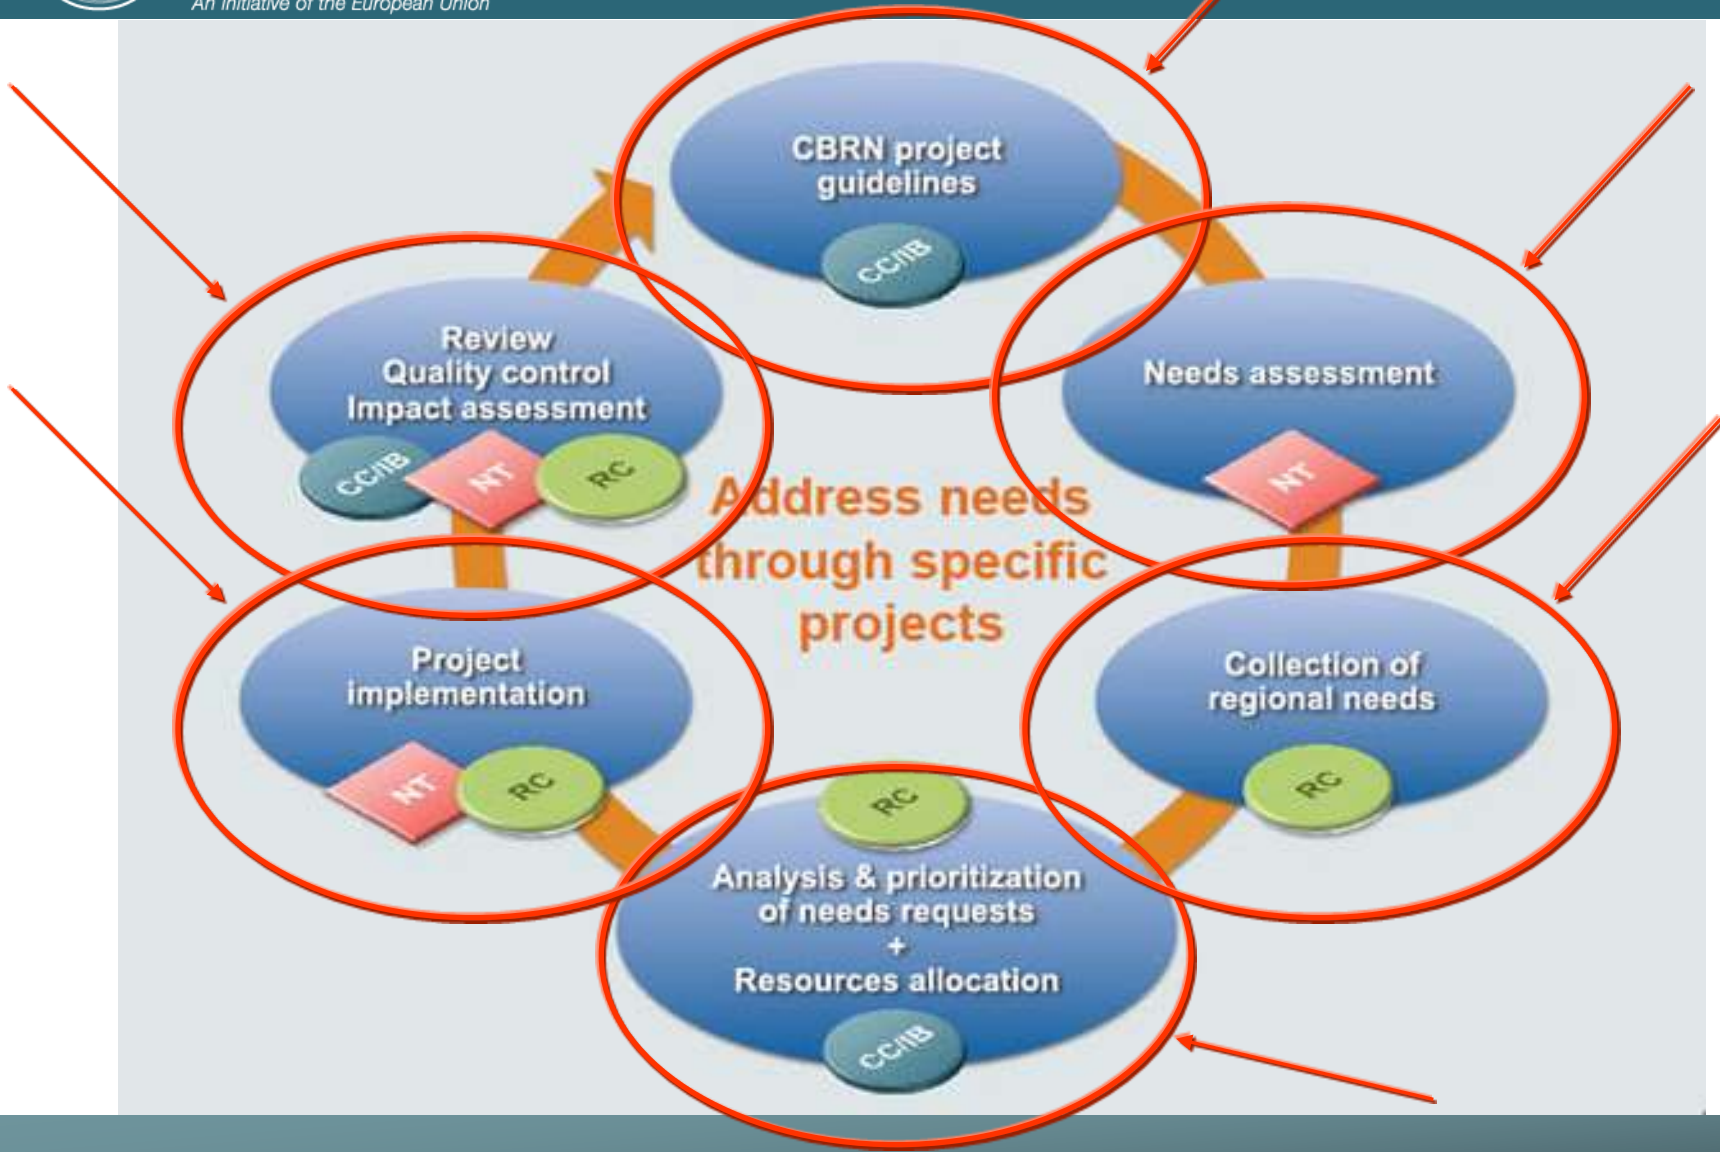 An initiative of the European Union
CBRN project
guidelines
CC/IB
Needs assessment
NT
Collection of
regional needs
RC
RC
Analysis & prioritization
of needs requests
+
Resources allocation
CC/IB
Project
implementation
NT
RC
Review
Quality control
Impact assessment
CC/IB
NT
RC
Address needs
through specific
projects